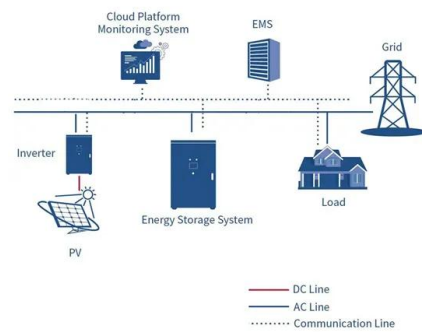 Cloud Platform
Monitoring System
EMS
Grid
Inverter
Energy Storage System
Load
PV
DC Line
AC Line
Communication Line